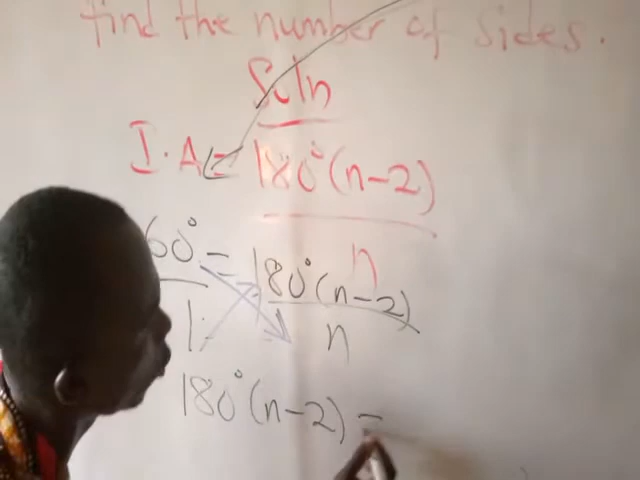 find the number of sides.
Soln
I.A = 180°(n-2)
n
60° = 180°(n-2)
1 n
180°(n-2) =